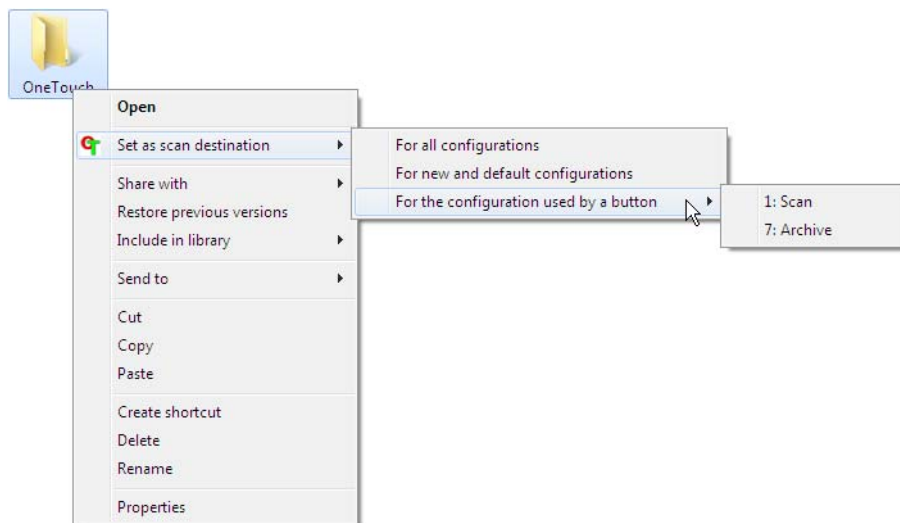 OneTouch
Open
Set as scan destination
Share with
Restore previous versions
Include in library
Send to
Cut
Copy
Paste
Create shortcut
Delete
Rename
Properties
For all configurations
For new and default configurations
For the configuration used by a button
1: Scan
7: Archive